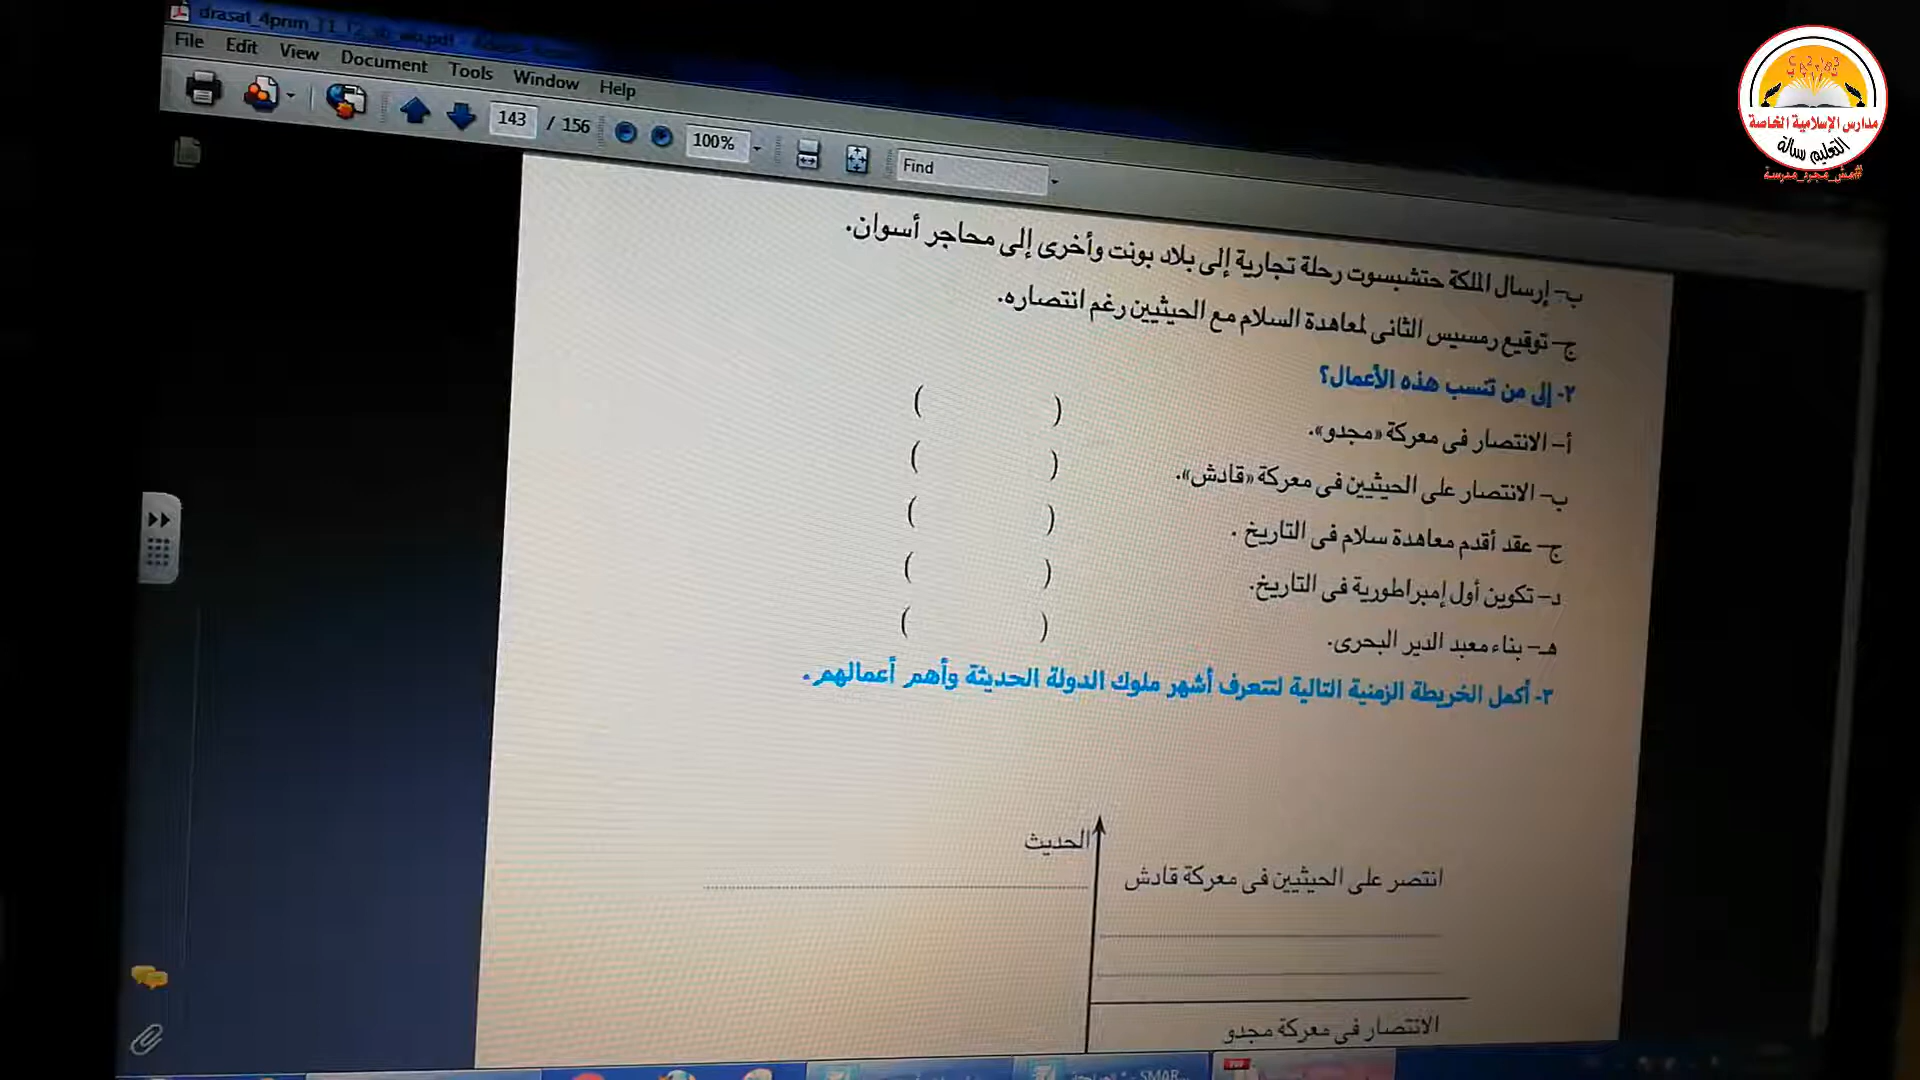 File Edit View Document Tools Window Help
143 / 156 100% Find
مدارس الإسلامية الخاصة
التعليم رسالة
#مش_مجرد_مدرسة
ب- إرسال الملكة حتشبسوت رحلة تجارية إلى بلاد بونت وأخرى إلى محاجر أسوان.
ج- توقيع رمسيس الثانى لمعاهدة السلام مع الحيثيين رغم انتصاره.
٢- إلى من تنسب هذه الأعمال؟
أ- الانتصار فى معركة «مجدو». ( )
ب- الانتصار على الحيثيين فى معركة «قادش». ( )
ج- عقد أقدم معاهدة سلام فى التاريخ . ( )
د- تكوين أول إمبراطورية فى التاريخ. ( )
هـ- بناء معبد الدير البحرى. ( )
٣- أكمل الخريطة الزمنية التالية لتتعرف أشهر ملوك الدولة الحديثة وأهم أعمالهم.
الحديث
انتصر على الحيثيين فى معركة قادش
الانتصار فى معركة مجدو